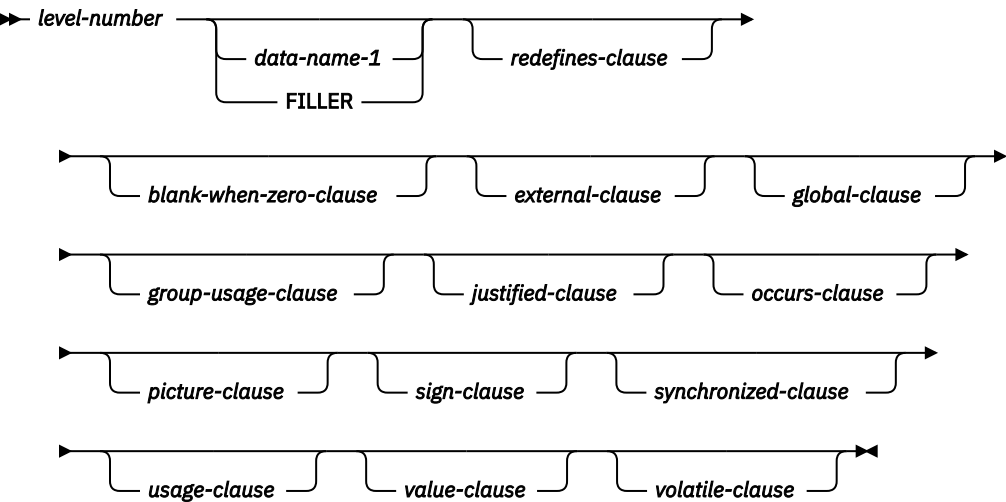 level-number
data-name-1 redefines-clause
FILLER
blank-when-zero-clause external-clause global-clause
group-usage-clause justified-clause occurs-clause
picture-clause sign-clause synchronized-clause
usage-clause value-clause volatile-clause